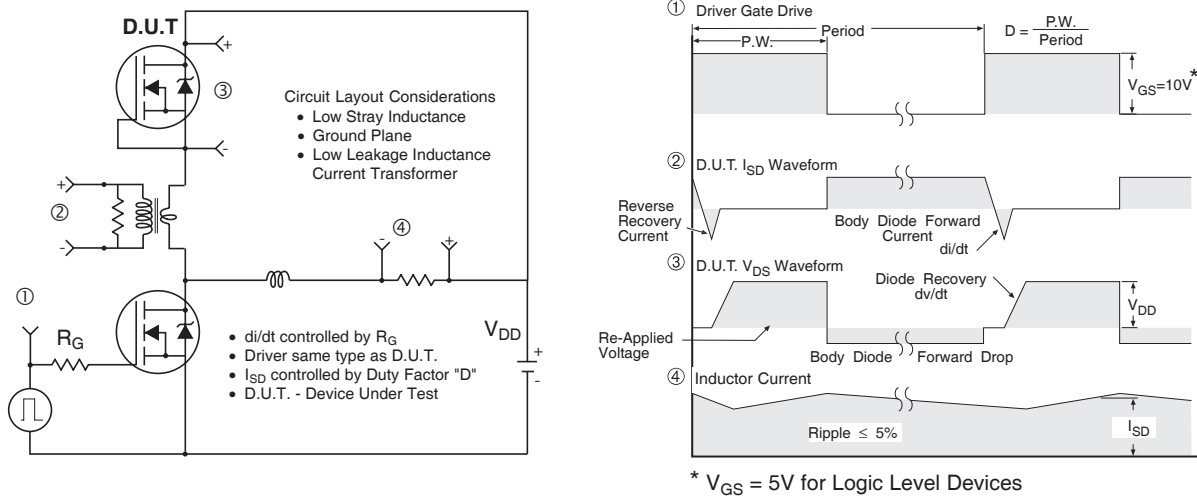 D.U.T
+
③
-
Circuit Layout Considerations
• Low Stray Inductance
• Ground Plane
• Low Leakage Inductance
Current Transformer
+
②
-
④
- +
①
R_G
• di/dt controlled by R_G
• Driver same type as D.U.T.
• I_SD controlled by Duty Factor "D"
• D.U.T. - Device Under Test
V_DD
+
-
① Driver Gate Drive
P.W.
Period
D = P.W. / Period
V_GS=10V*
② D.U.T. I_SD Waveform
Reverse
Recovery
Current
Body Diode Forward
Current
di/dt
③ D.U.T. V_DS Waveform
Diode Recovery
dv/dt
V_DD
Re-Applied
Voltage
Body Diode Forward Drop
④ Inductor Current
Ripple ≤ 5%
I_SD
* V_GS = 5V for Logic Level Devices